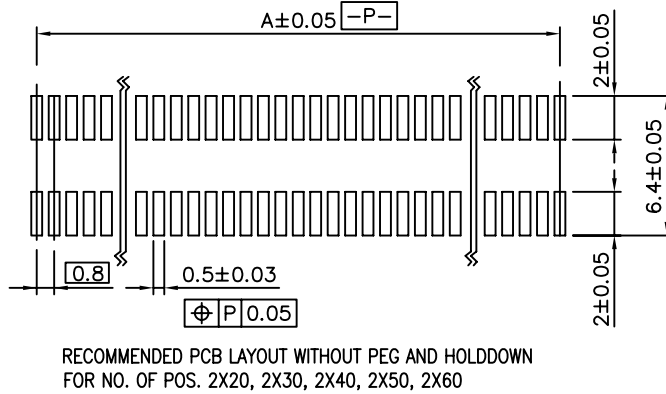 A±0.05 -P-
2±0.05
6.4±0.05
0.8
0.5±0.03
⌖ P 0.05
2±0.05
RECOMMENDED PCB LAYOUT WITHOUT PEG AND HOLDDOWN
FOR NO. OF POS. 2X20, 2X30, 2X40, 2X50, 2X60